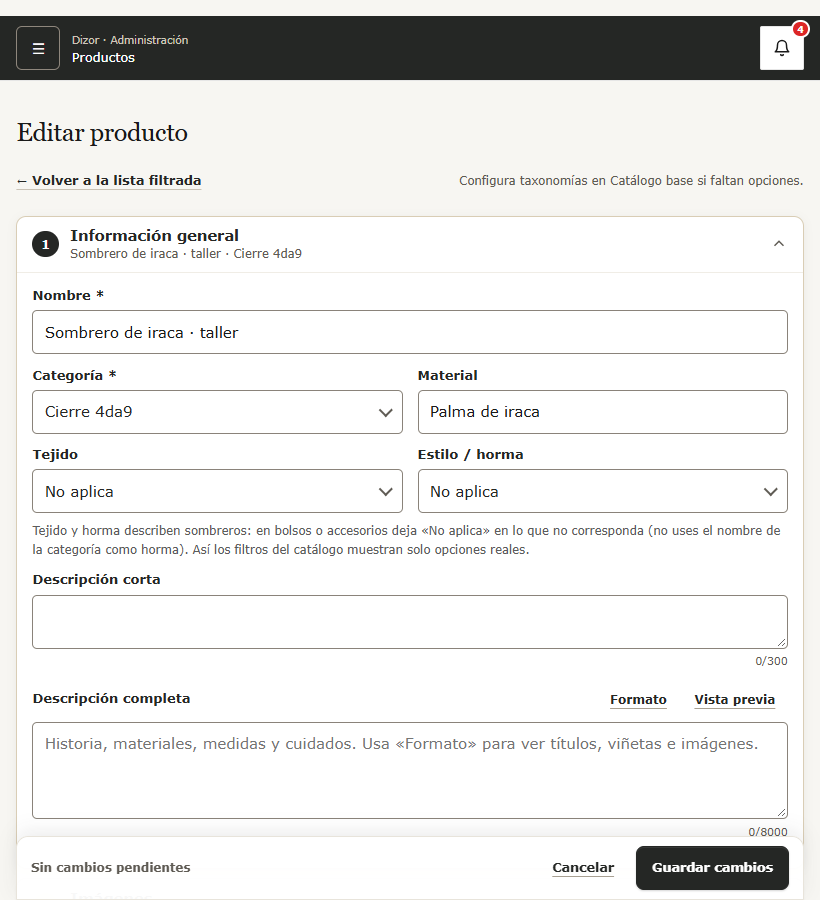 ☰
Dizor · Administración
Productos
4
Editar producto
← Volver a la lista filtrada
Configura taxonomías en Catálogo base si faltan opciones.
1
Información general
Sombrero de iraca · taller · Cierre 4da9
Nombre *
Sombrero de iraca · taller
Categoría *
Material
Cierre 4da9
Palma de iraca
Tejido
Estilo / horma
No aplica
No aplica
Tejido y horma describen sombreros: en bolsos o accesorios deja «No aplica» en lo que no corresponda (no uses el nombre de
la categoría como horma). Así los filtros del catálogo muestran solo opciones reales.
Descripción corta
0/300
Descripción completa
Formato
Vista previa
Historia, materiales, medidas y cuidados. Usa «Formato» para ver títulos, viñetas e imágenes.
0/8000
Sin cambios pendientes
Cancelar
Guardar cambios